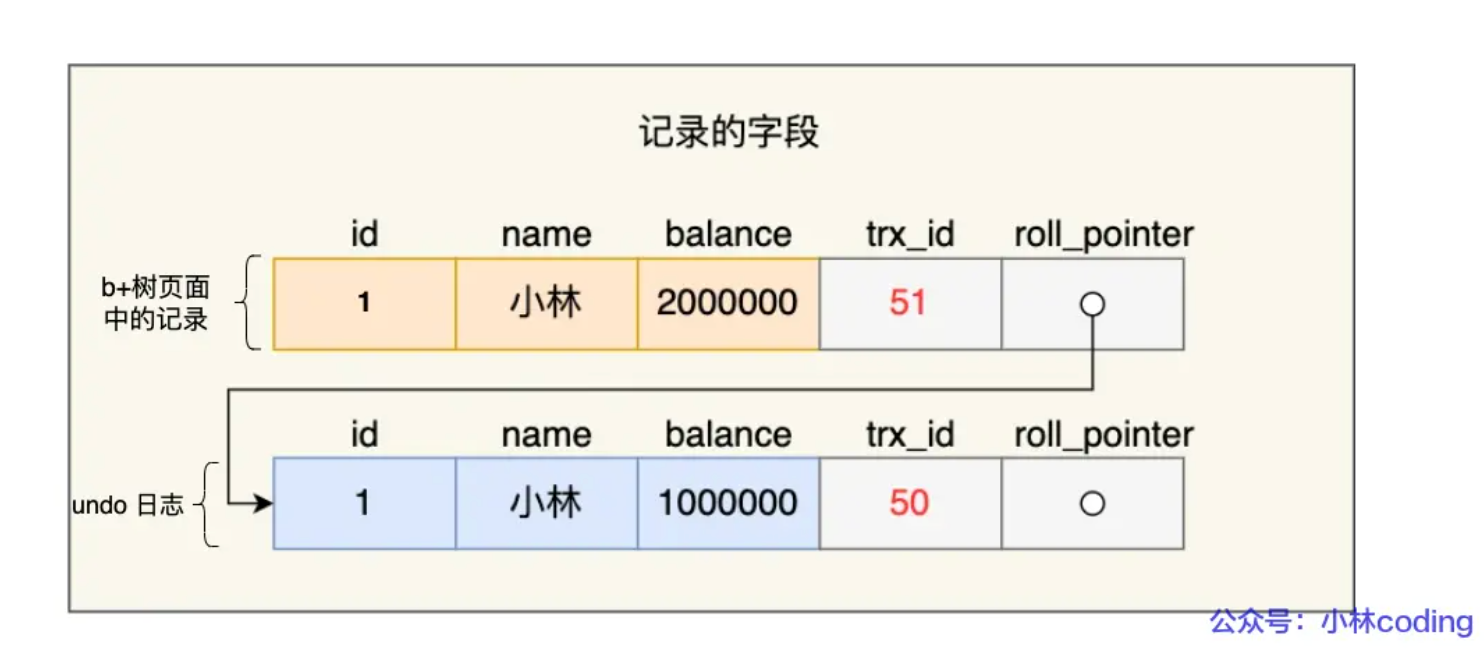 记录的字段
id name balance trx_id roll_pointer
b+树页面
中的记录
1 小林 2000000 51
id name balance trx_id roll_pointer
undo 日志
1 小林 1000000 50
公众号：小林coding